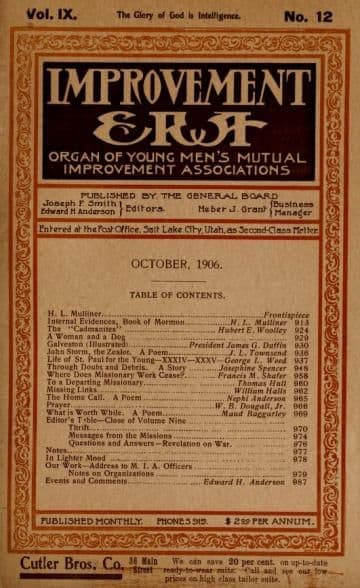 Vol. IX.
The Glory of God is Intelligence.
No. 12
IMPROVEMENT
ERA
ORGAN OF YOUNG MEN'S MUTUAL
IMPROVEMENT ASSOCIATIONS
PUBLISHED BY THE GENERAL BOARD
Joseph F Smith } Editors. Heber J. Grant { Business
Edward H Anderson Manager
Entered at the Post Office, Salt Lake City, Utah, as Second-Class Matter.
OCTOBER, 1906.
TABLE OF CONTENTS.
H. L. Mulliner Frontispiece
Internal Evidences, Book of Mormon H. L. Mulliner 913
The "Cadmanites" Hubert E. Woolley 924
A Woman and a Dog 929
Galveston (Illustrated) President James G. Duffin 930
John Storm, the Zealot. A Poem J. L. Townsend 936
Life of St. Paul for the Young—XXXIV—XXXV George L. Weed 937
Through Doubt and Debris. A Story Josephine Spencer 948
Where Does Missionary Work Cease? Francis M. Shafer 958
To a Departing Missionary Thomas Hull 960
Missing Links William Halls 962
The Home Call. A Poem Nephi Anderson 965
Prayer W. B. Dougall, Jr. 966
What is Worth While. A Poem Maud Baggarley 969
Editor's Table—Close of Volume Nine
Thrift 970
Messages from the Missions 974
Questions and Answers—Revelation on War 976
Notes 977
In Lighter Mood 978
Our Work—Address to M. I. A. Officers
Notes on Organizations 979
Events and Comments Edward H. Anderson 987
PUBLISHED MONTHLY. PHONES 919. $2.00 PER ANNUM.
Cutler Bros. Co. 36 Main Street
We can save 20 per cent. on up-to-date
ready-to-wear suits. Call and see our low
prices on high class tailor suits.